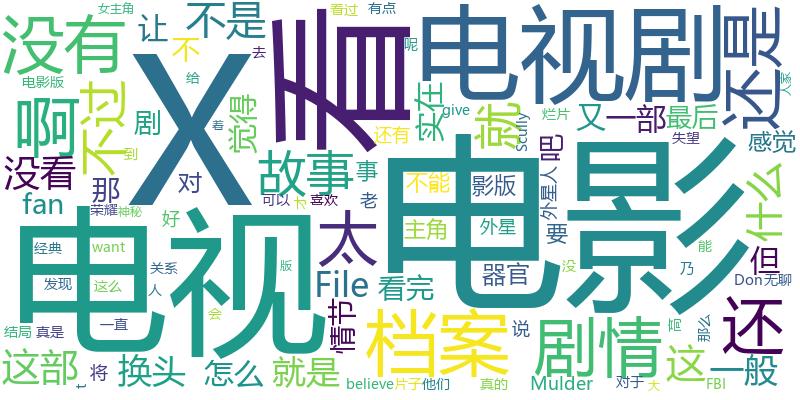 女主角
看过
有点
没有
让
不是
看
电视剧
还是
X
不
呢
人家
电影版
给
去
啊
不过
剧
觉得
实在
give
就
烂片
又
一部
最后
还有
Scully
失望
感觉
到
着
没看
那
对
故事
事
不能
影版
吧
外星人
什么
fan
荣耀
神秘
可以
才
喜欢
老
主角
外星
要
电影
电视
好
太
经典
want
关系
器官
没
能
但
发现
这么
人
版
File
看完
乃
Don
无聊
一直
会
情节
档案
说
剧情
高
那么
还
结局
真是
这部
将
换头
怎么
就是
这
一般
t
believe
片子
他们
真的
Mulder
对于
大
FBI